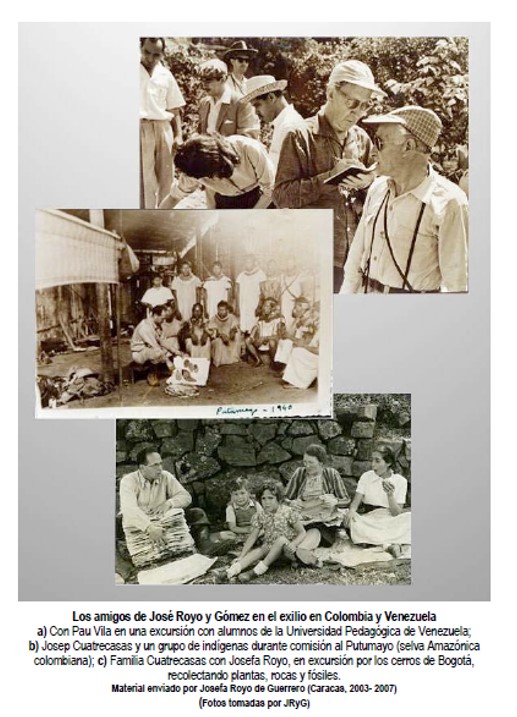 Putumayo - 1940
Los amigos de José Royo y Gómez en el exilio en Colombia y Venezuela
a) Con Pau Vila en una excursión con alumnos de la Universidad Pedagógica de Venezuela;
b) Josep Cuatrecasas y un grupo de indígenas durante comisión al Putumayo (selva Amazónica
colombiana); c) Familia Cuatrecasas con Josefa Royo, en excursión por los cerros de Bogotá,
recolectando plantas, rocas y fósiles.
Material enviado por Josefa Royo de Guerrero (Caracas, 2003- 2007)
(Fotos tomadas por JRyG)